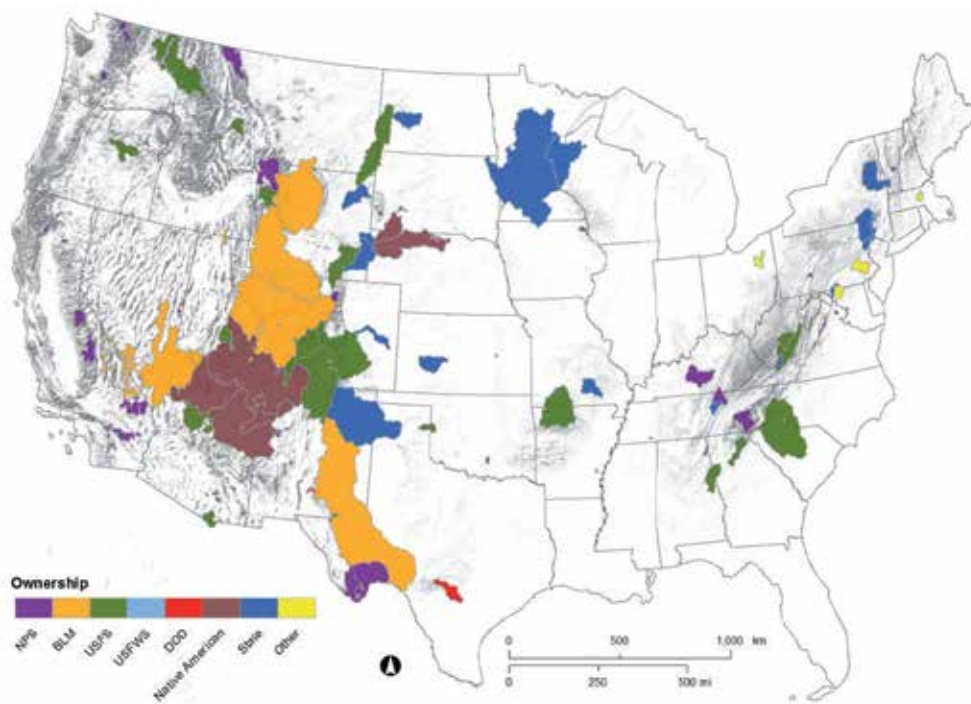 Ownership
NPS
BLM
USFS
USFWS
DOD
Native American
State
Other
0 500 1,000 km
0 250 500 mi